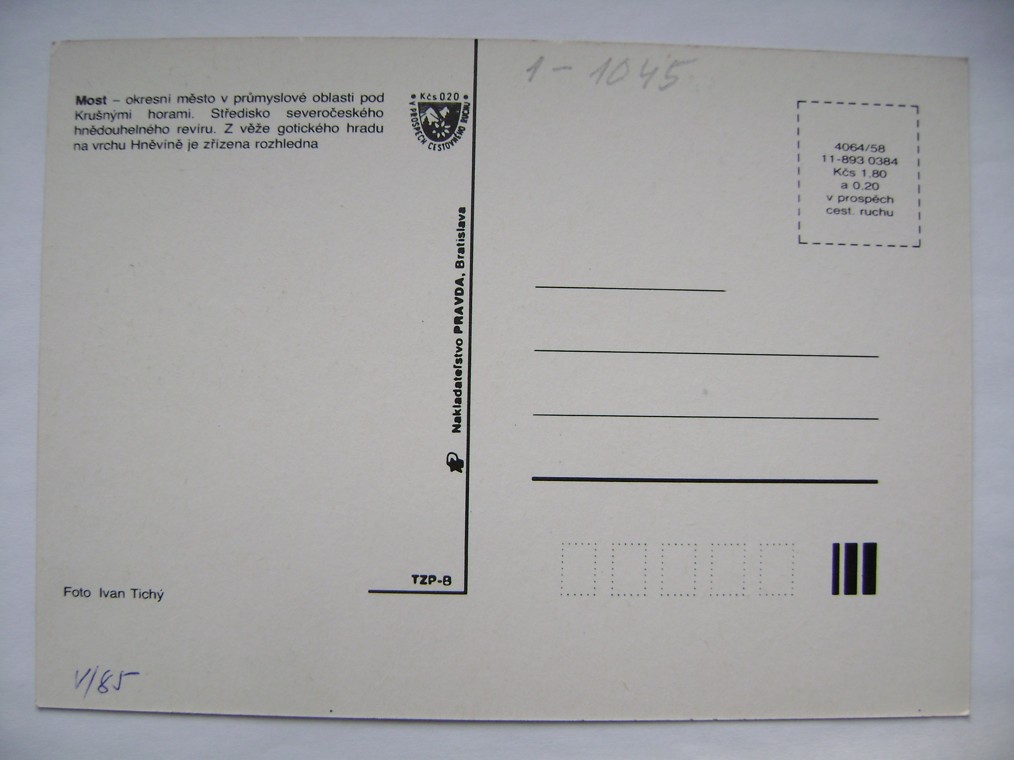 1-1045
Most – okresní město v průmyslové oblasti pod
Krušnými horami. Středisko severočeského
hnědouhelného revíru. Z věže gotického hradu
na vrchu Hněvíně je zřízena rozhledna
• Kčs 0.20 •
A PROSPĚCH CESTOVNÉHO RUCHU
4064/58
11-893 0384
Kčs 1,80
a 0,20
v prospěch
cest. ruchu
Nakladateľstvo PRAVDA, Bratislava
TZP-B
Foto Ivan Tichý
V/85